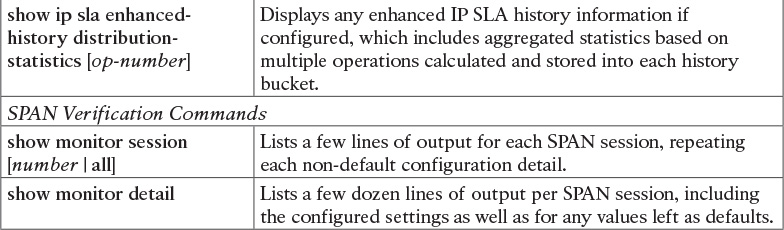 show ip sla enhanced-
history distribution-
statistics [op-number]
Displays any enhanced IP SLA history information if
configured, which includes aggregated statistics based on
multiple operations calculated and stored into each history
bucket.
SPAN Verification Commands
show monitor session
[number | all]
Lists a few lines of output for each SPAN session, repeating
each non-default configuration detail.
show monitor detail
Lists a few dozen lines of output per SPAN session, including
the configured settings as well as for any values left as defaults.